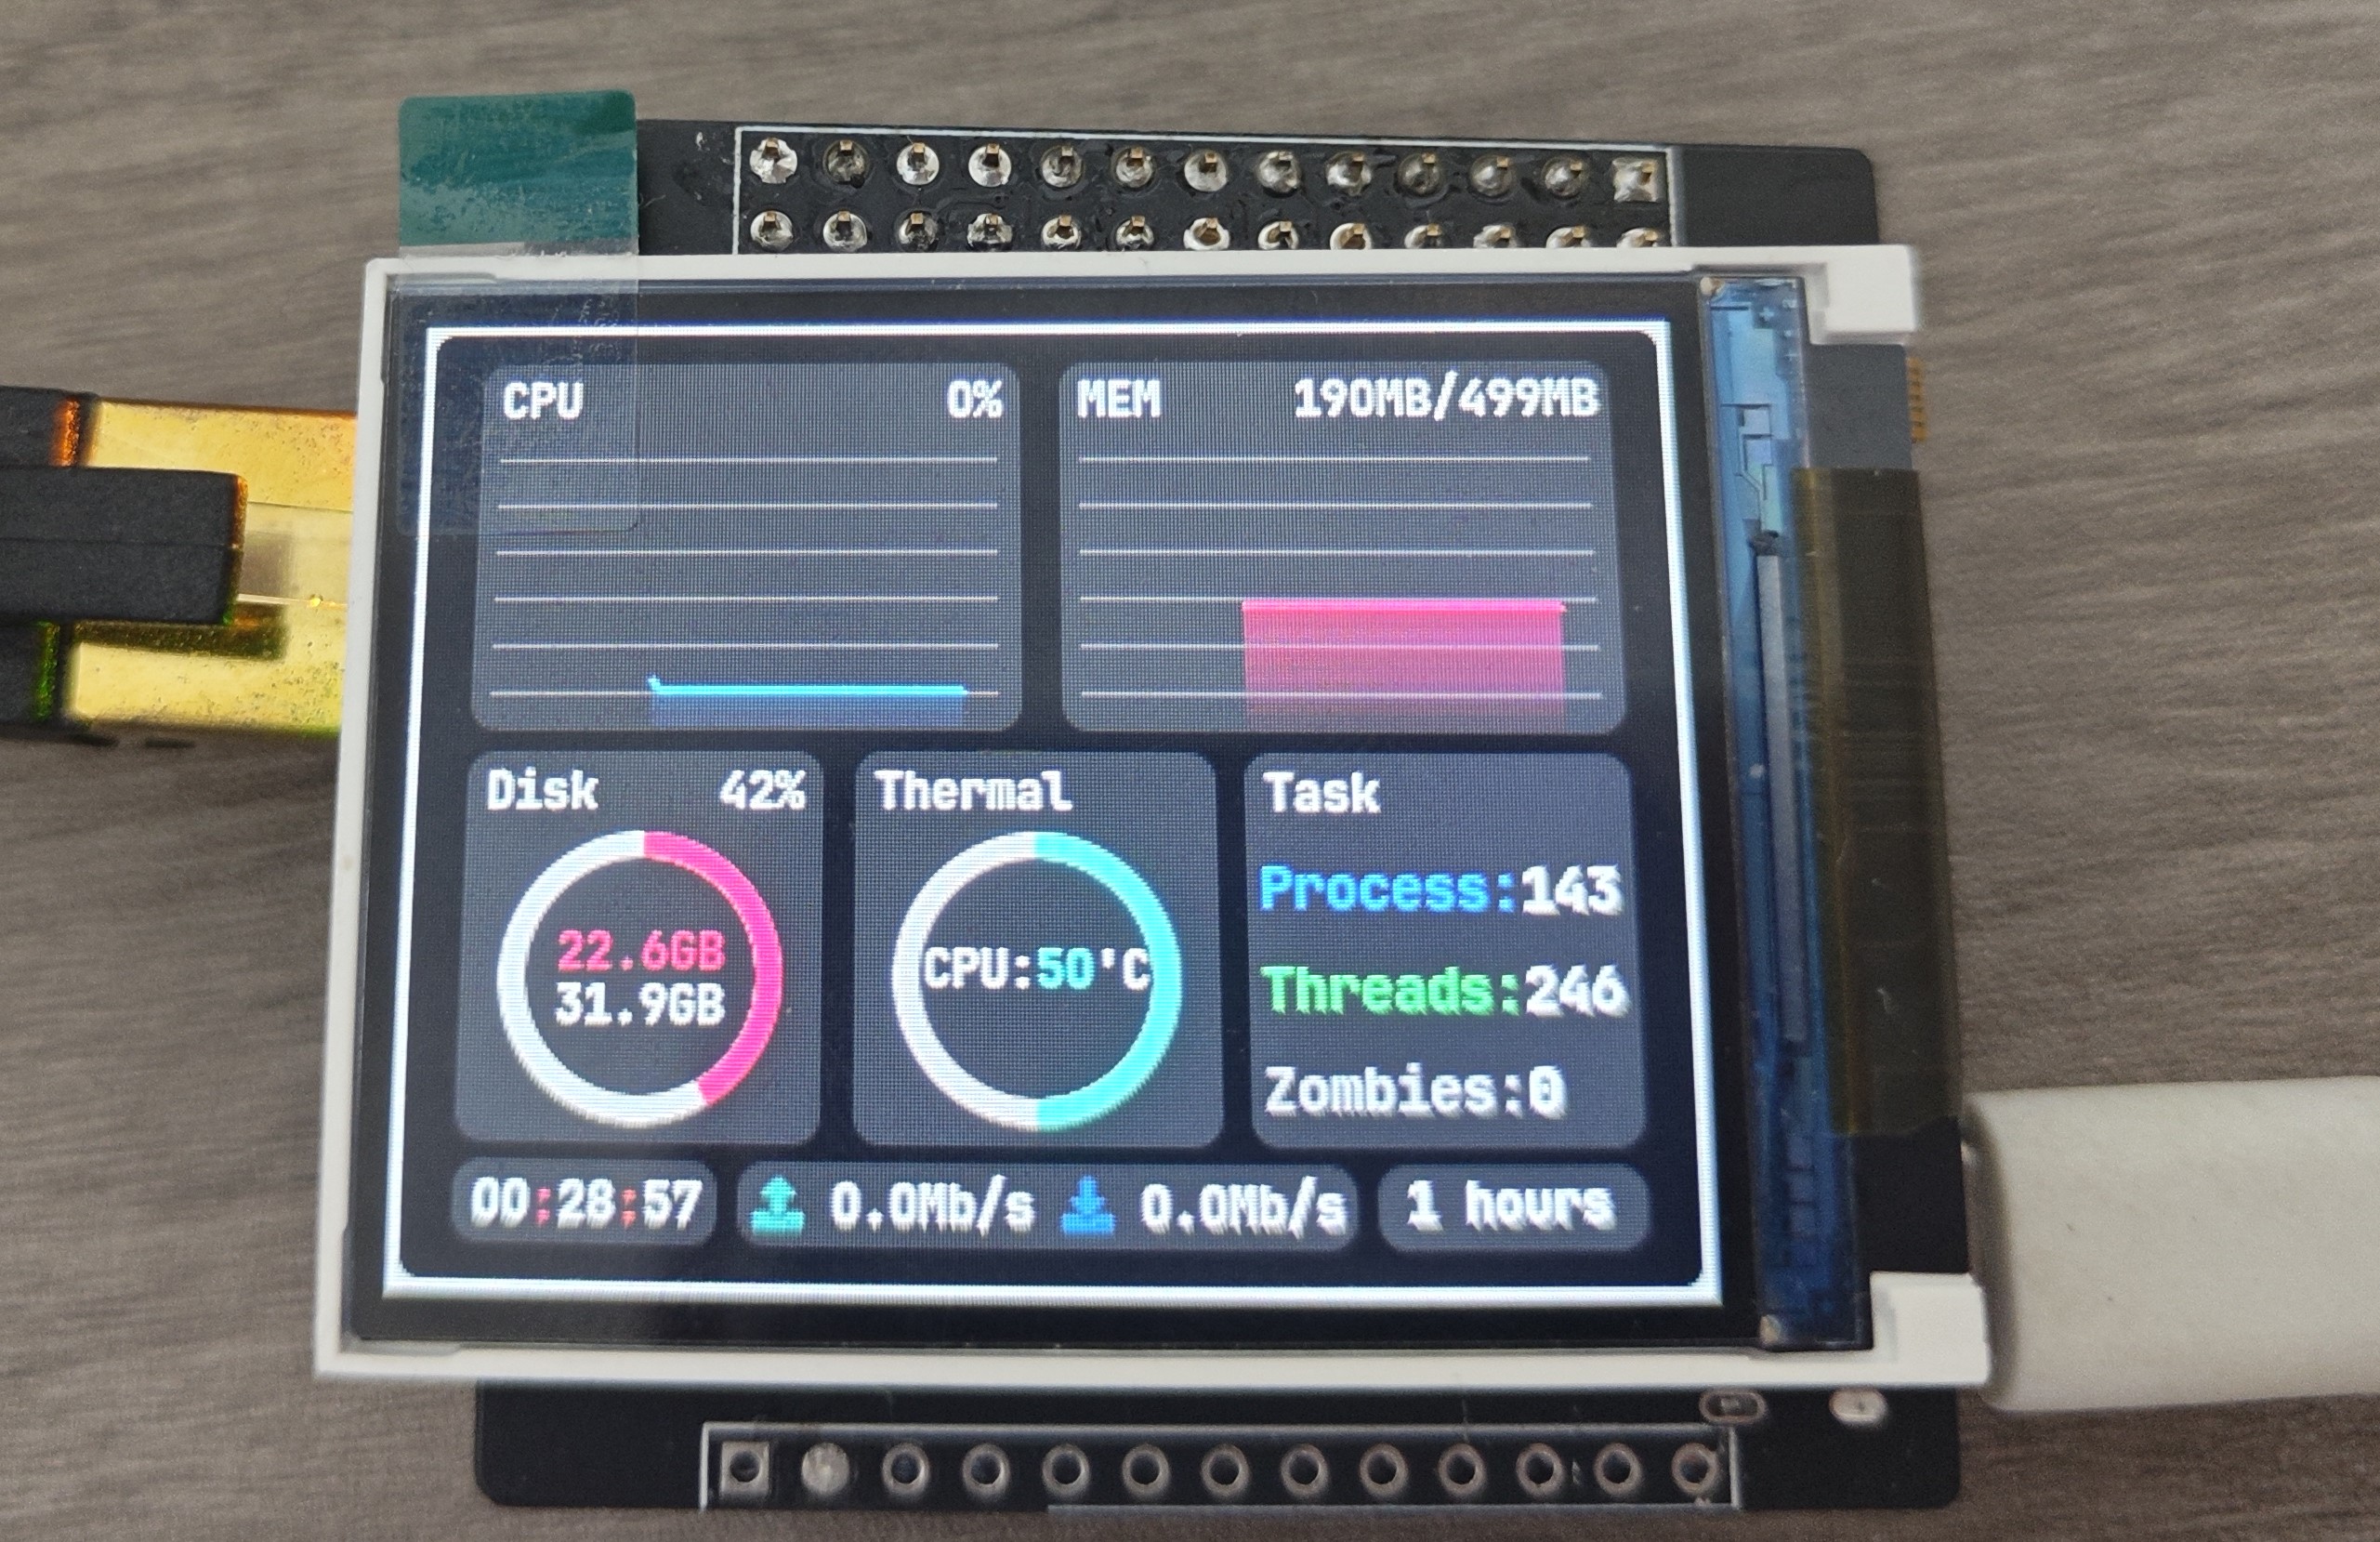 CPU 0%
MEM 190MB/499MB
Disk 42%
22.6GB
31.9GB
Thermal
CPU:50'C
Task
Process:143
Threads:246
Zombies:0
00:28:57
0.0Mb/s 0.0Mb/s
1 hours